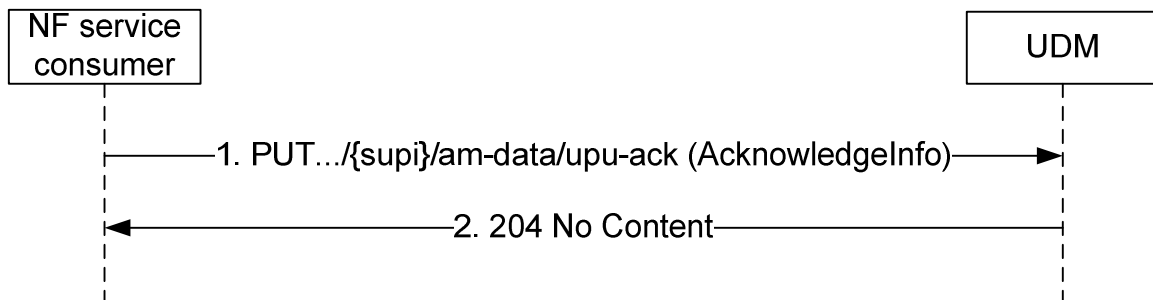 NF service
consumer
UDM
1. PUT.../{supi}/am-data/upu-ack (AcknowledgeInfo)
2. 204 No Content